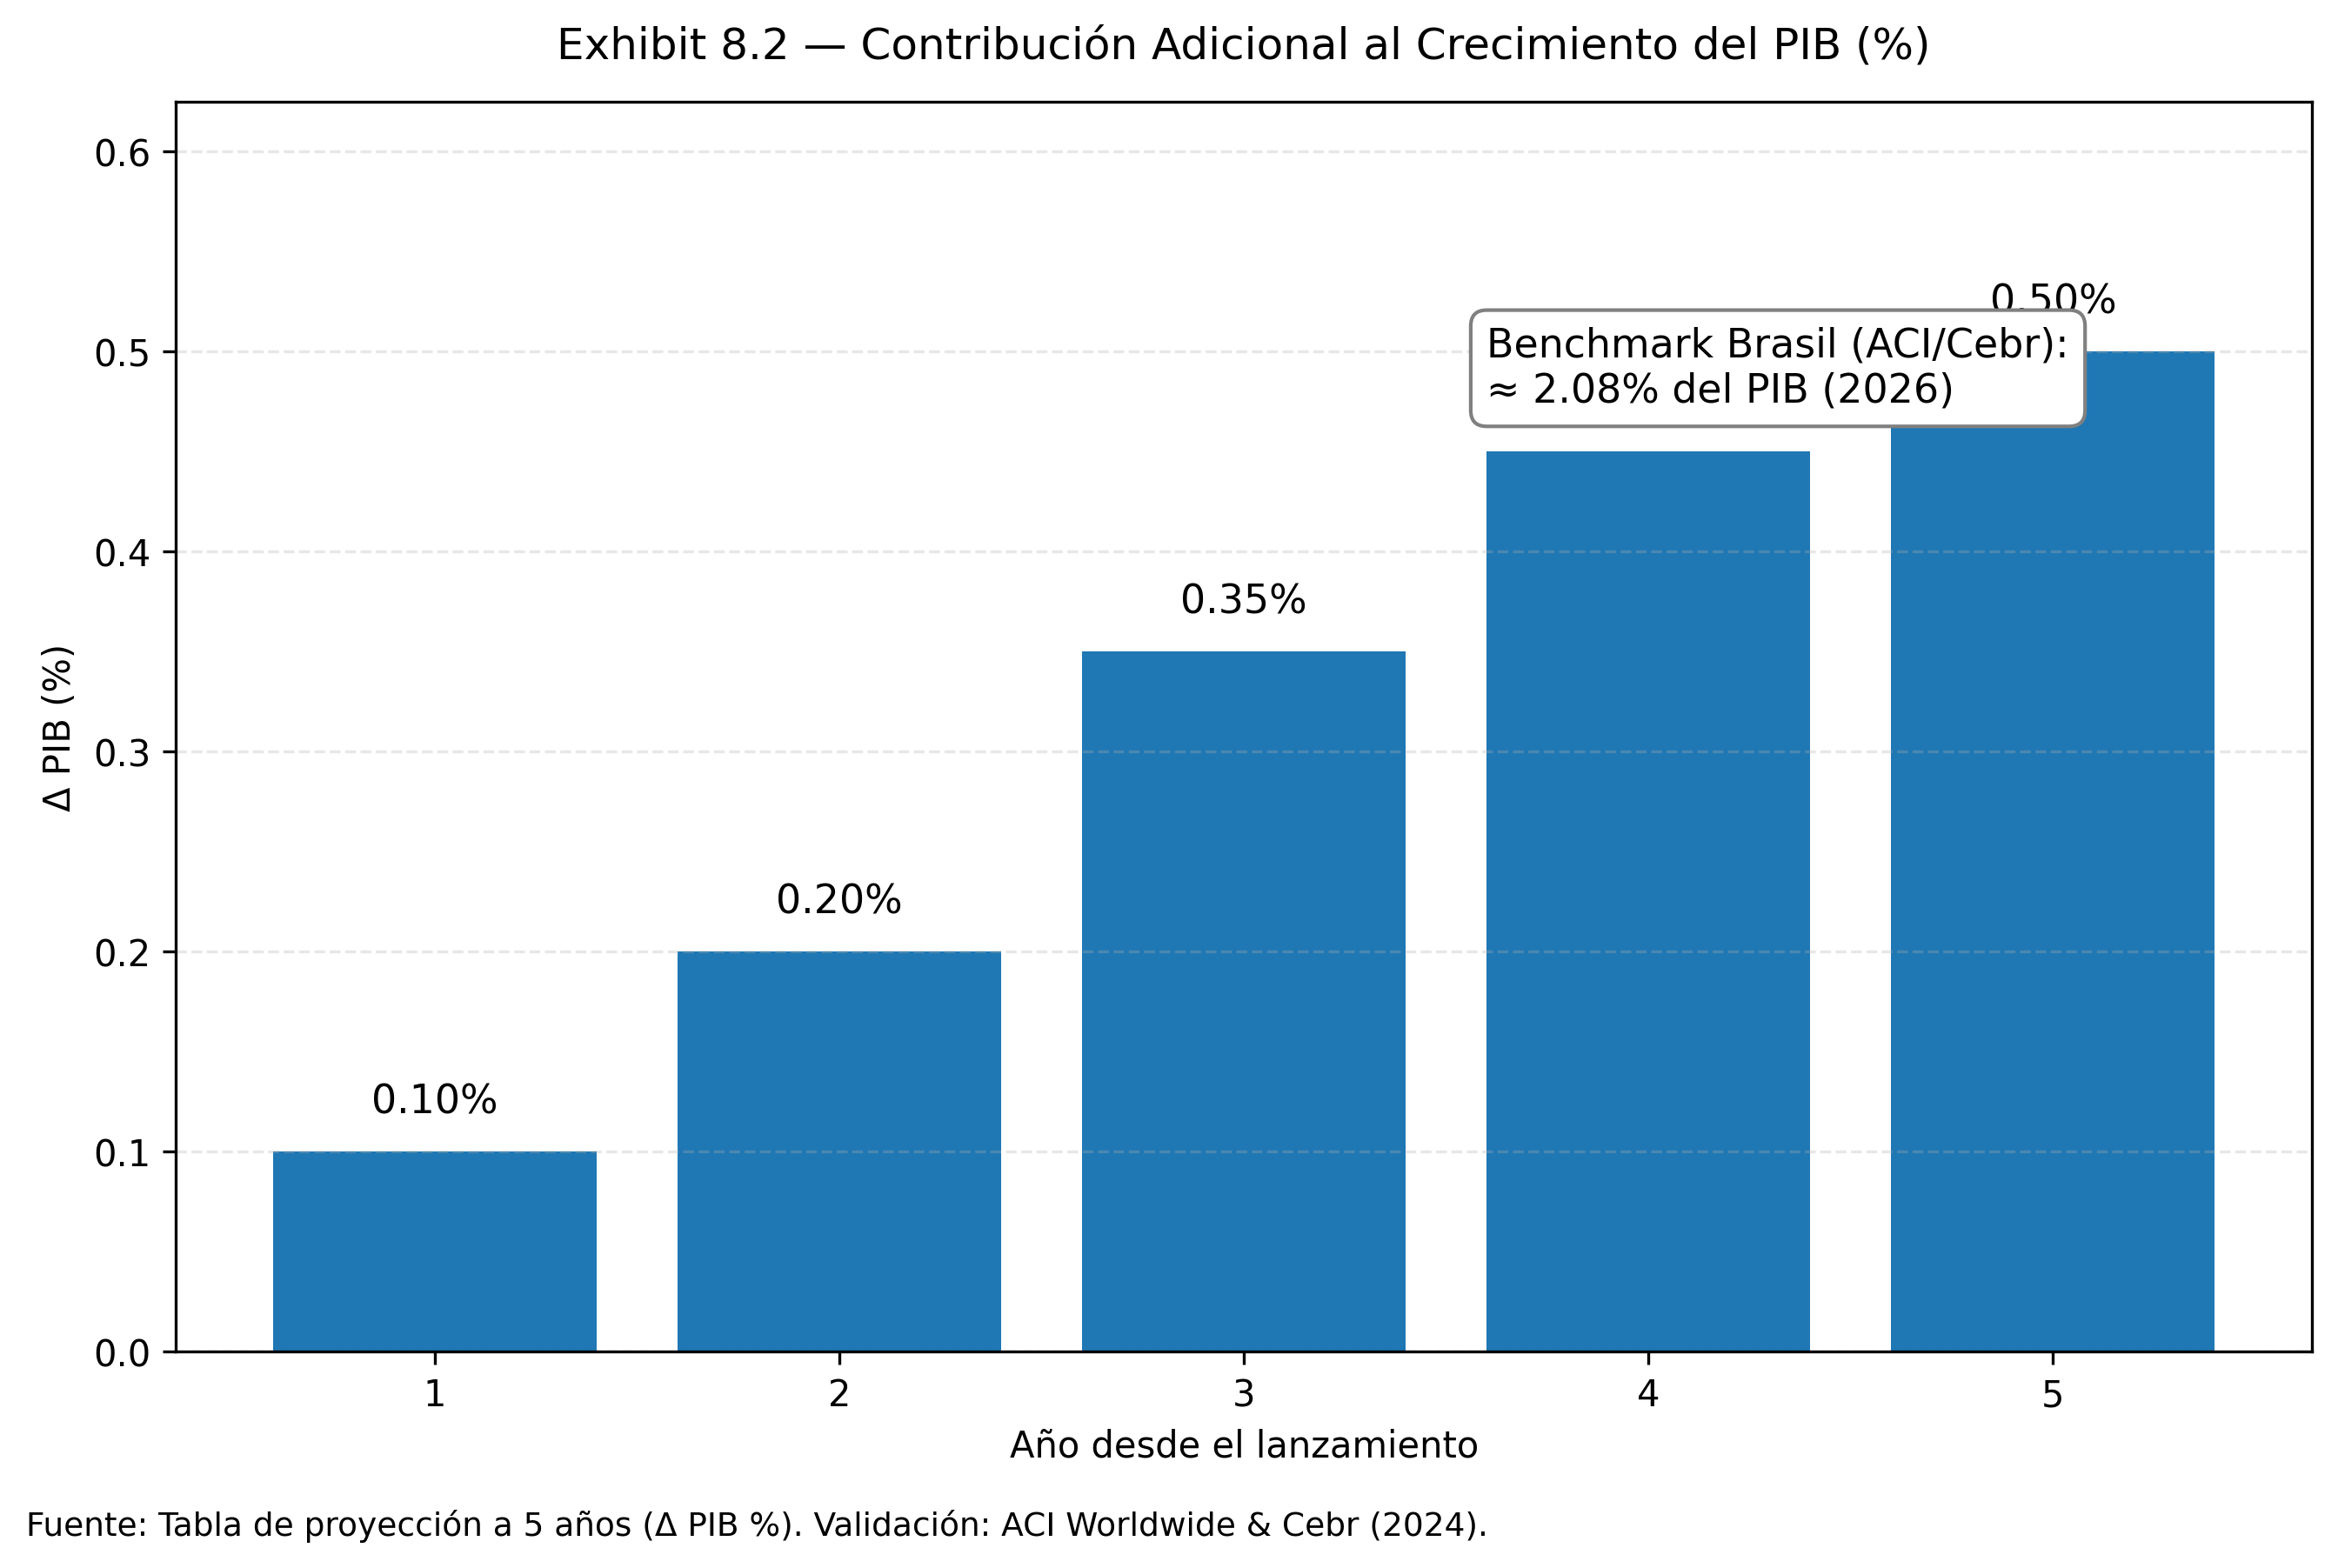 Exhibit 8.2 — Contribución Adicional al Crecimiento del PIB (%)
Δ PIB (%)
0.6
0.5
0.4
0.3
0.2
0.1
0.0
0.10%
0.20%
0.35%
0.50%
Benchmark Brasil (ACI/Cebr):
≈ 2.08% del PIB (2026)
1
2
3
4
5
Año desde el lanzamiento
Fuente: Tabla de proyección a 5 años (Δ PIB %). Validación: ACI Worldwide & Cebr (2024).